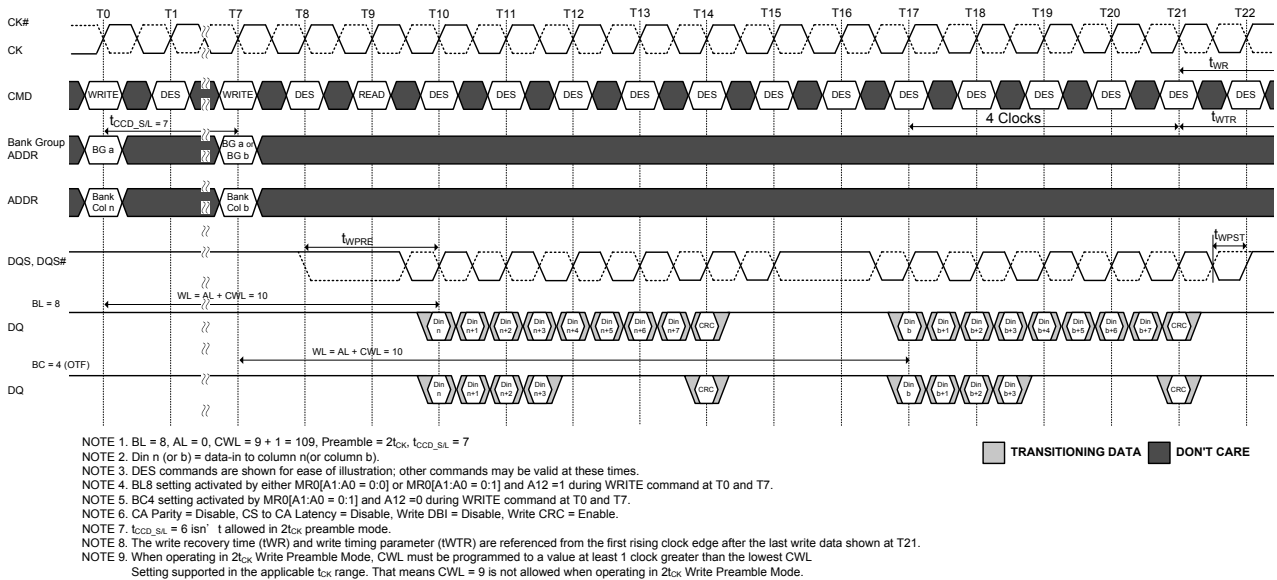 T0 T1 T7 T8 T9 T10 T11 T12 T13 T14 T15 T16 T17 T18 T19 T20 T21 T22
CK#
CK
tWR
CMD WRITE DES WRITE DES READ DES DES DES DES DES DES DES DES DES DES DES DES DES
tCCD_S/L = 7
4 Clocks
tWTR
Bank Group
ADDR
BG a
BG a or
BG b
ADDR
Bank
Col n
Bank
Col b
tWPRE
tWPST
DQS, DQS#
BL = 8
WL = AL + CWL = 10
DQ
Din n
Din n+1
Din n+2
Din n+3
Din n+4
Din n+5
Din n+6
Din n+7
CRC
Din b
Din b+1
Din b+2
Din b+3
Din b+4
Din b+5
Din b+6
Din b+7
CRC
BC = 4 (OTF)
WL = AL + CWL = 10
DQ
Din n
Din n+1
Din n+2
Din n+3
CRC
Din b
Din b+1
Din b+2
Din b+3
CRC
NOTE 1. BL = 8, AL = 0, CWL = 9 + 1 = 109, Preamble = 2tCK, tCCD_S/L = 7
NOTE 2. Din n (or b) = data-in to column n(or column b).
NOTE 3. DES commands are shown for ease of illustration; other commands may be valid at these times.
NOTE 4. BL8 setting activated by either MR0[A1:A0 = 0:0] or MR0[A1:A0 = 0:1] and A12 =1 during WRITE command at T0 and T7.
NOTE 5. BC4 setting activated by MR0[A1:A0 = 0:1] and A12 =0 during WRITE command at T0 and T7.
NOTE 6. CA Parity = Disable, CS to CA Latency = Disable, Write DBI = Disable, Write CRC = Enable.
NOTE 7. tCCD_S/L = 6 isn’ t allowed in 2tCK preamble mode.
NOTE 8. The write recovery time (tWR) and write timing parameter (tWTR) are referenced from the first rising clock edge after the last write data shown at T21.
NOTE 9. When operating in 2tCK Write Preamble Mode, CWL must be programmed to a value at least 1 clock greater than the lowest CWL
Setting supported in the applicable tCK range. That means CWL = 9 is not allowed when operating in 2tCK Write Preamble Mode.
TRANSITIONING DATA
DON'T CARE